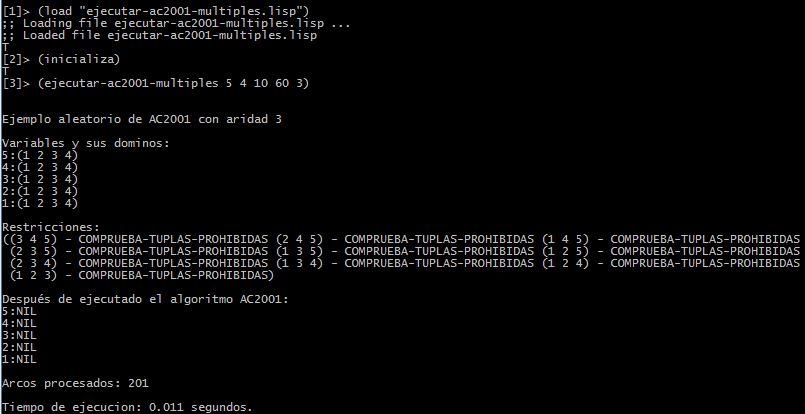 [1]> (load "ejecutar-ac2001-multiples.lisp")
;; Loading file ejecutar-ac2001-multiples.lisp ...
;; Loaded file ejecutar-ac2001-multiples.lisp
T
[2]> (inicializa)
T
[3]> (ejecutar-ac2001-multiples 5 4 10 60 3)
Ejemplo aleatorio de AC2001 con aridad 3
Variables y sus dominos:
5:(1 2 3 4)
4:(1 2 3 4)
3:(1 2 3 4)
2:(1 2 3 4)
1:(1 2 3 4)
Restricciones:
((3 4 5) - COMPRUEBA-TUPLAS-PROHIBIDAS (2 4 5) - COMPRUEBA-TUPLAS-PROHIBIDAS (1 4 5) - COMPRUEBA-TUPLAS-PROHIBIDAS
(2 3 5) - COMPRUEBA-TUPLAS-PROHIBIDAS (1 3 5) - COMPRUEBA-TUPLAS-PROHIBIDAS (1 2 5) - COMPRUEBA-TUPLAS-PROHIBIDAS
(2 3 4) - COMPRUEBA-TUPLAS-PROHIBIDAS (1 3 4) - COMPRUEBA-TUPLAS-PROHIBIDAS (1 2 4) - COMPRUEBA-TUPLAS-PROHIBIDAS
(1 2 3) - COMPRUEBA-TUPLAS-PROHIBIDAS)
Después de ejecutado el algoritmo AC2001:
5:NIL
4:NIL
3:NIL
2:NIL
1:NIL
Arcos procesados: 201
Tiempo de ejecucion: 0.011 segundos.